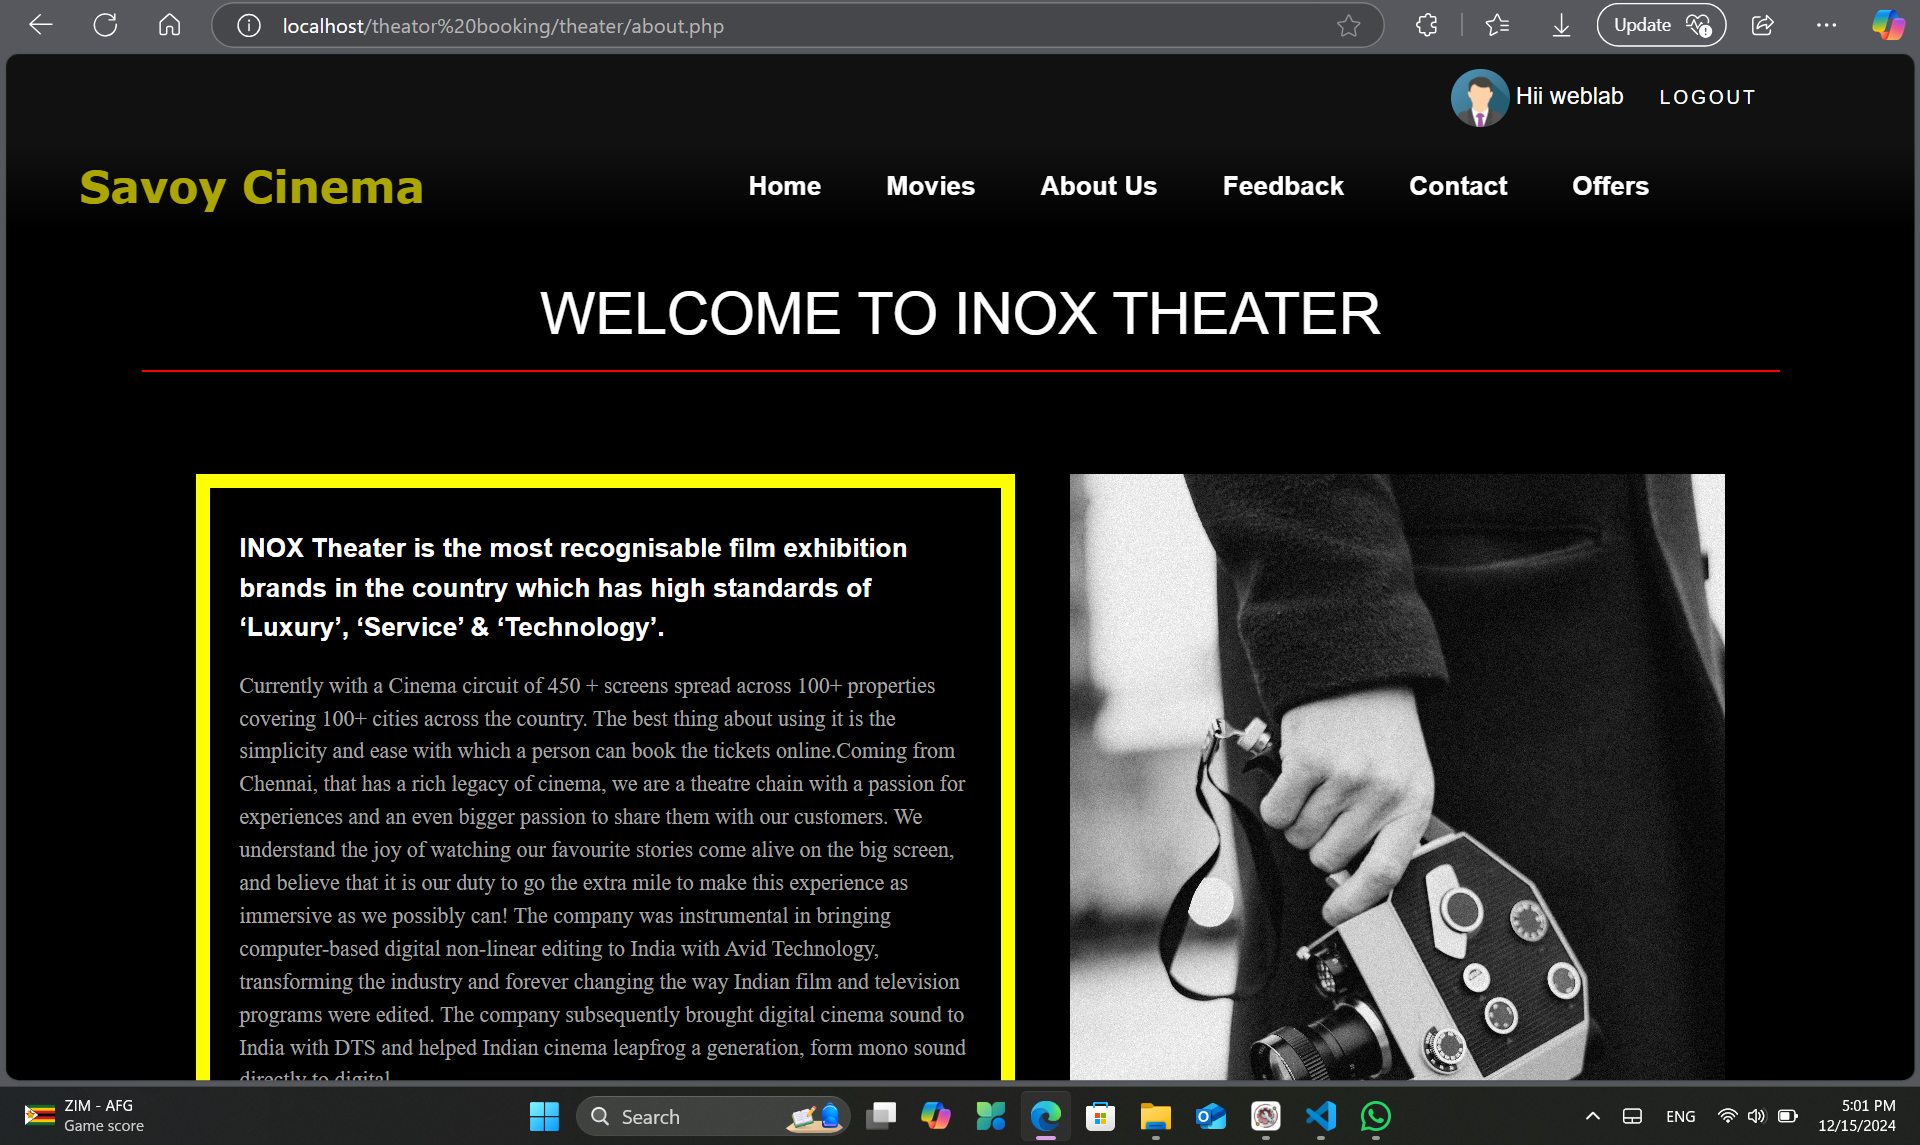 localhost/theator%20booking/theater/about.php
Update
Hii weblab
LOGOUT
Savoy Cinema
Home
Movies
About Us
Feedback
Contact
Offers
WELCOME TO INOX THEATER
INOX Theater is the most recognisable film exhibition
brands in the country which has high standards of
‘Luxury’, ‘Service’ & ‘Technology’.
Currently with a Cinema circuit of 450 + screens spread across 100+ properties
covering 100+ cities across the country. The best thing about using it is the
simplicity and ease with which a person can book the tickets online.Coming from
Chennai, that has a rich legacy of cinema, we are a theatre chain with a passion for
experiences and an even bigger passion to share them with our customers. We
understand the joy of watching our favourite stories come alive on the big screen,
and believe that it is our duty to go the extra mile to make this experience as
immersive as we possibly can! The company was instrumental in bringing
computer-based digital non-linear editing to India with Avid Technology,
transforming the industry and forever changing the way Indian film and television
programs were edited. The company subsequently brought digital cinema sound to
India with DTS and helped Indian cinema leapfrog a generation, form mono sound
directly to digital
ZIM - AFG
Game score
Search
ENG
5:01 PM
12/15/2024